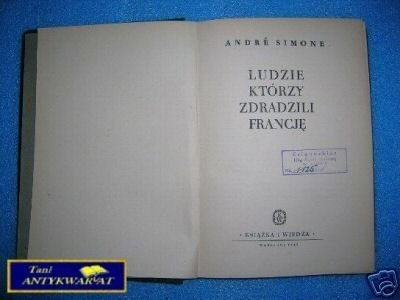 ANDRÉ SIMONE
LUDZIE
KTÓRZY
ZDRADZILI
FRANCJĘ
• KSIĄŻKA I WIEDZA •
Tani
ANTYKWARIAT